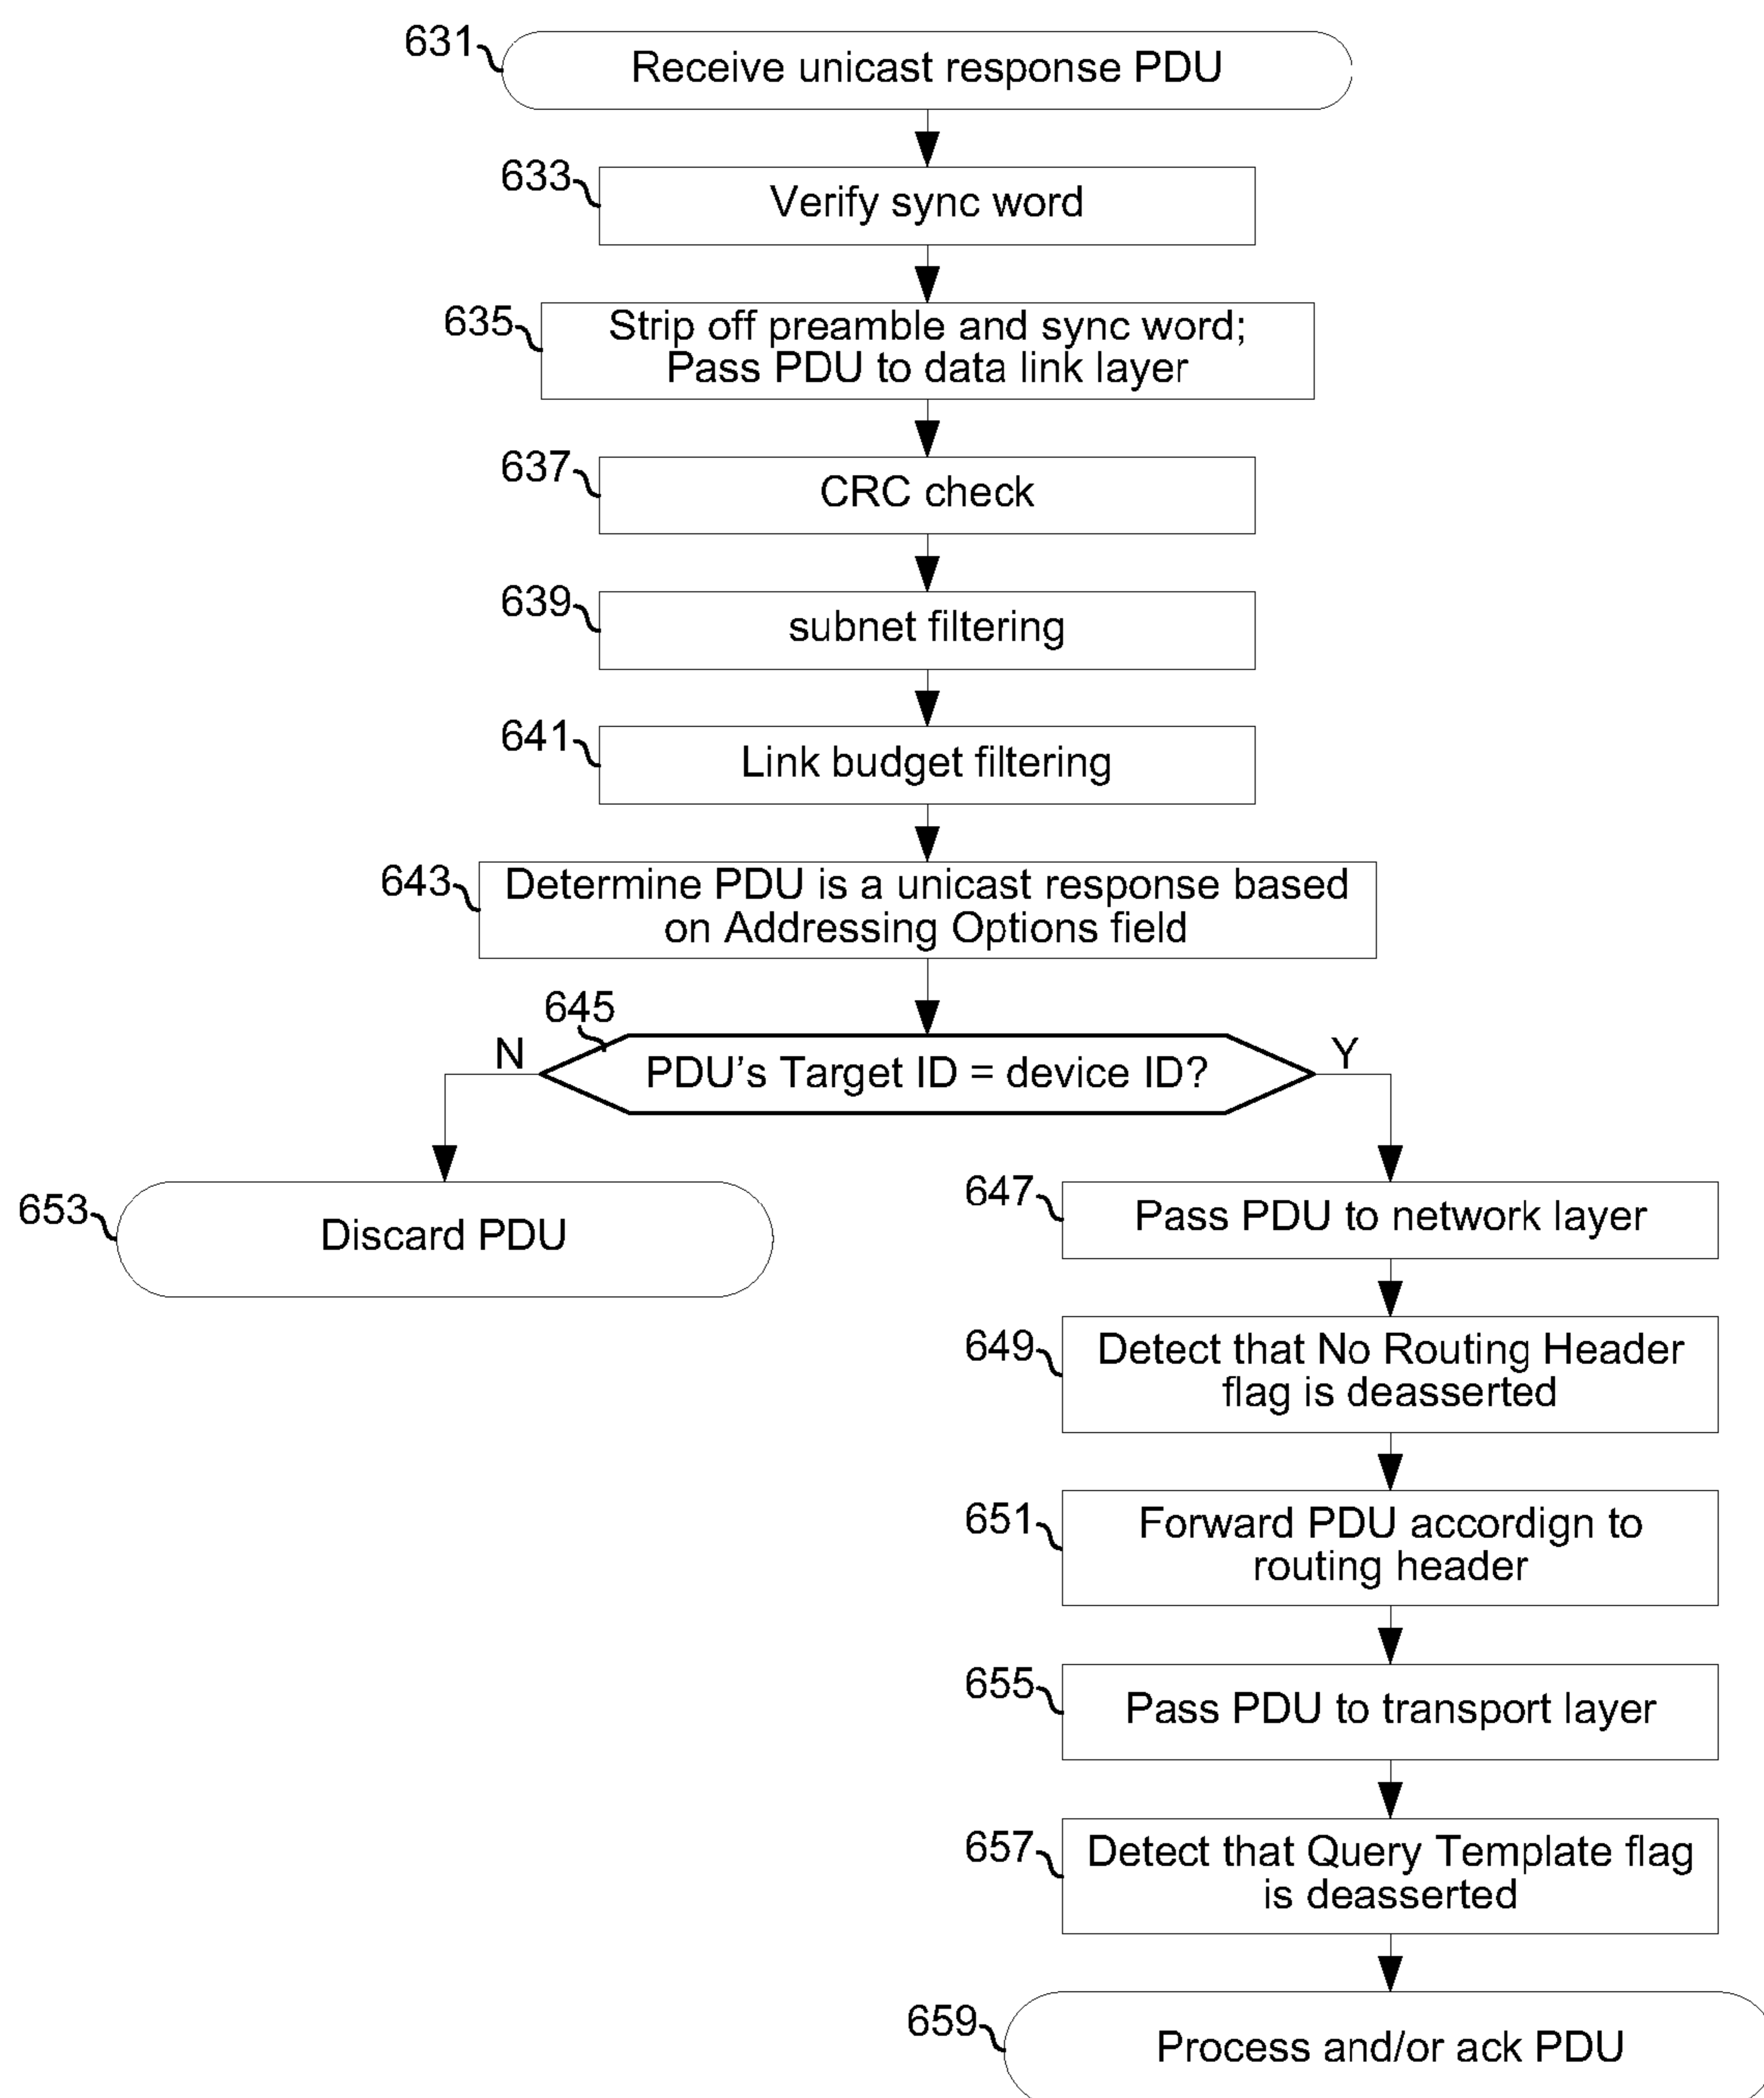 631
Receive unicast response PDU
633
Verify sync word
635
Strip off preamble and sync word;
Pass PDU to data link layer
637
CRC check
639
subnet filtering
641
Link budget filtering
643
Determine PDU is a unicast response based
on Addressing Options field
645
N
PDU's Target ID = device ID?
Y
653
Discard PDU
647
Pass PDU to network layer
649
Detect that No Routing Header
flag is deasserted
651
Forward PDU accordign to
routing header
655
Pass PDU to transport layer
657
Detect that Query Template flag
is deasserted
659
Process and/or ack PDU